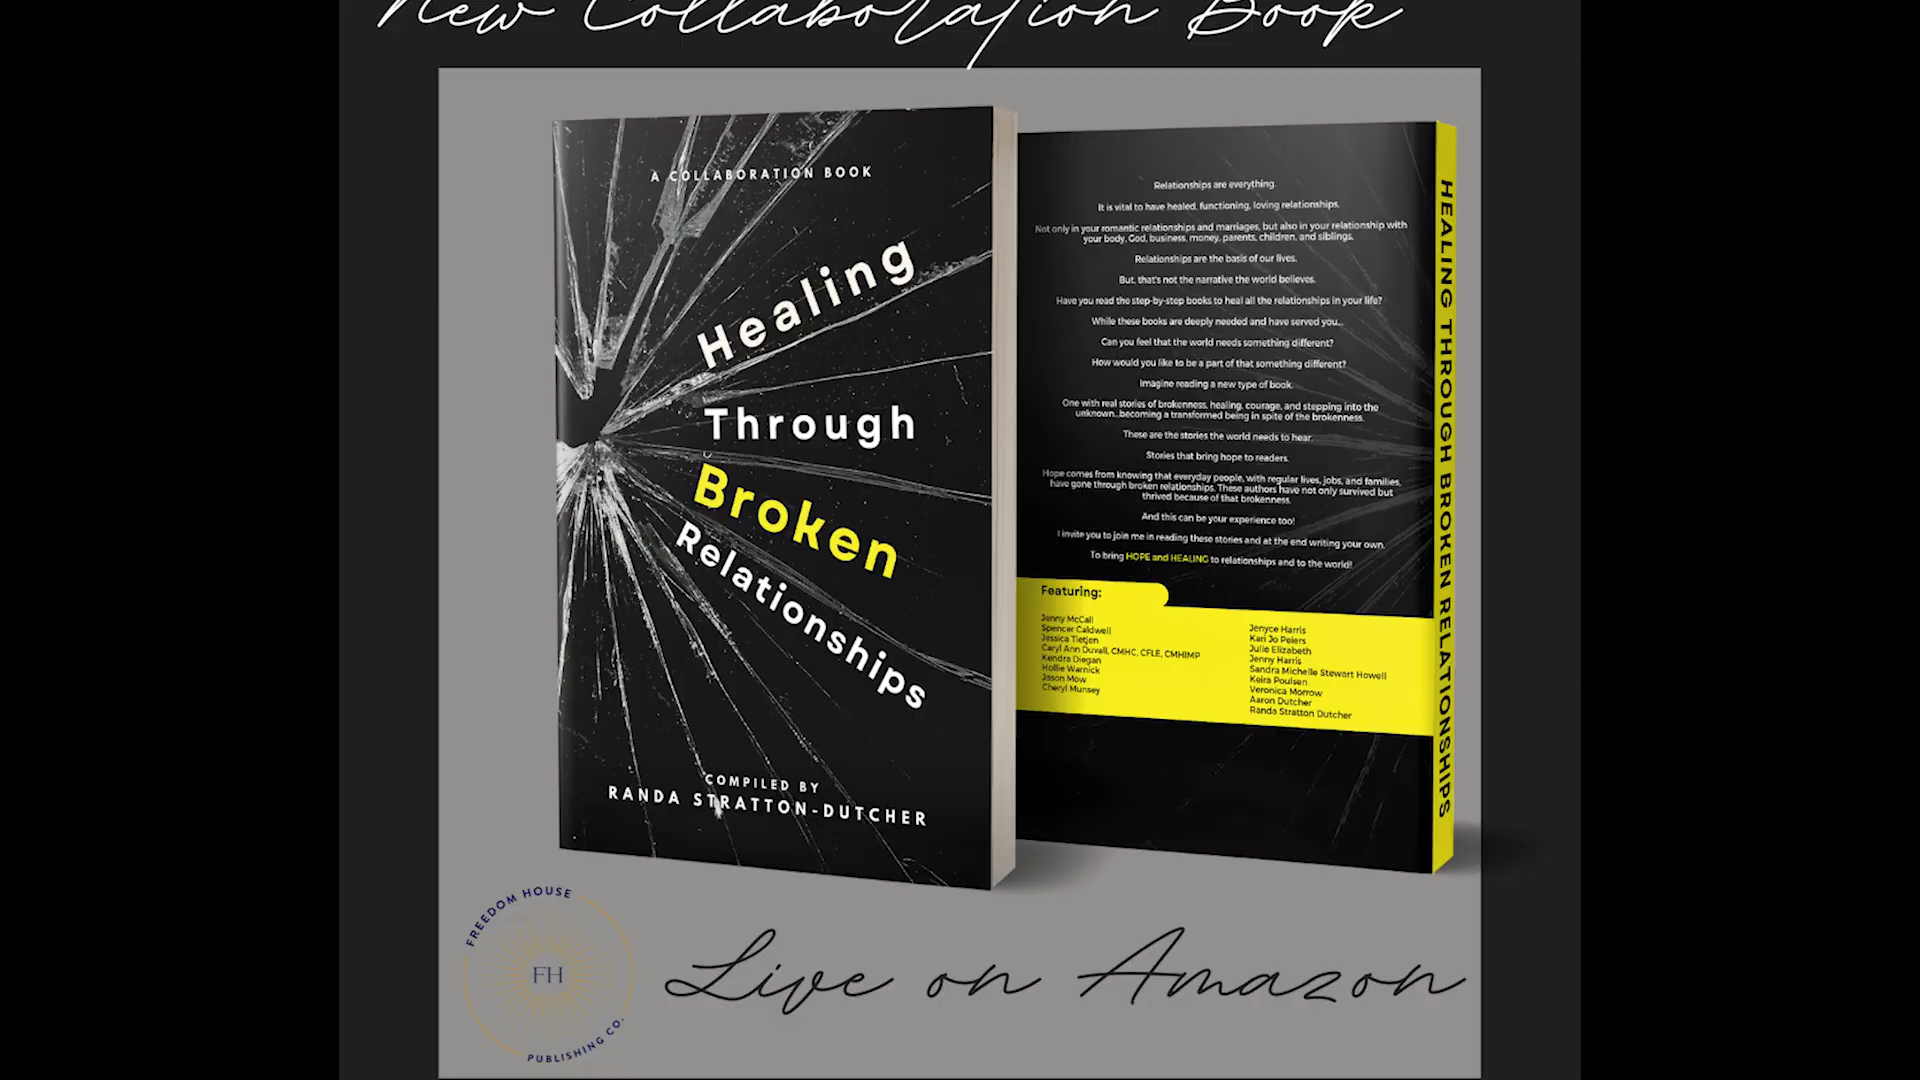 New Collaboration Book
A COLLABORATION BOOK
Healing
Through
Broken
Relationships
COMPILED BY
RANDA STRATTON-DUTCHER
Relationships are everything.
It is vital to have healed, functioning, loving relationships.
Not only in your romantic relationships and marriages, but also in your relationship with
your body, God, business, money, parents, children, and siblings.
Relationships are the basis of our lives.
But, that's not the narrative the world believes.
Have you read the step-by-step books to heal all the relationships in your life?
While these books are deeply needed and have served you...
Can you feel that the world needs something different?
How would you like to be a part of that something different?
Imagine reading a new type of book.
One with real stories of brokenness, healing, courage, and stepping into the
unknown...becoming a transformed being in spite of the brokenness.
These are the stories the world needs to hear.
Stories that bring hope to readers.
Hope comes from knowing that everyday people, with regular lives, jobs, and families,
have gone through broken relationships. These authors have not only survived but
thrived because of that brokenness.
And this can be your experience too!
I invite you to join me in reading these stories and at the end writing your own.
To bring HOPE and HEALING to relationships and to the world!
Featuring:
Jenny McCall
Spencer Caldwell
Jessica Tietjen
Caryl Ann Duvall, CMHC, CFLE, CMHIMP
Kendra Diegan
Hollie Warnick
Jason Mow
Cheryl Munsey
Jenyce Harris
Kari Jo Peiers
Julie Elizabeth
Jenny Harris
Sandra Michelle Stewart Howell
Keira Poulsen
Veronica Morrow
Aaron Dutcher
Randa Stratton Dutcher
HEALING THROUGH BROKEN RELATIONSHIPS
FREEDOM HOUSE
FH
PUBLISHING CO.
Live on Amazon